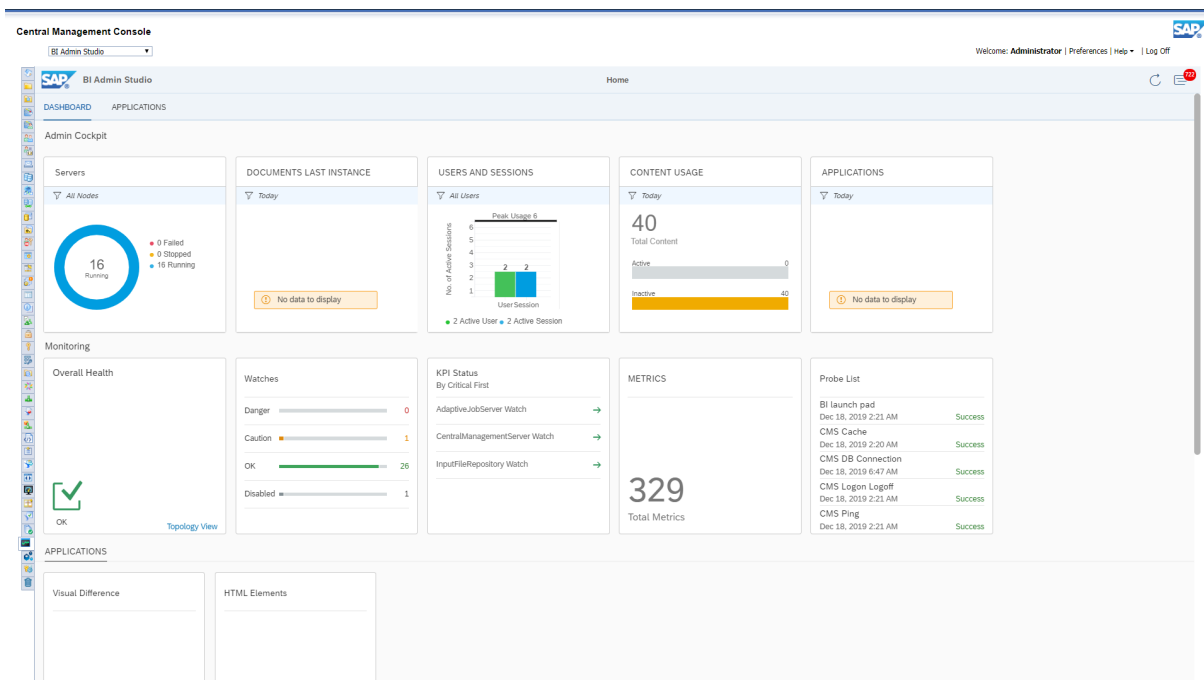 SAP
Central Management Console
BI Admin Studio
Welcome: Administrator | Preferences | Help | Log Off
SAP BI Admin Studio
Home
722
DASHBOARD APPLICATIONS
Admin Cockpit
Servers
All Nodes
16
Running
0 Failed
0 Stopped
16 Running
DOCUMENTS LAST INSTANCE
Today
No data to display
USERS AND SESSIONS
All Users
Peak Usage 6
No. of Active Sessions
6
5
4
3
2
1
2 2
User Session
2 Active User 2 Active Session
CONTENT USAGE
Today
40
Total Content
Active 0
Inactive 40
APPLICATIONS
Today
No data to display
Monitoring
Overall Health
OK
Topology View
Watches
Danger 0
Caution 1
OK 26
Disabled 1
KPI Status
By Critical First
AdaptiveJobServer Watch
CentralManagementServer Watch
InputFileRepository Watch
METRICS
329
Total Metrics
Probe List
BI launch pad
Dec 18, 2019 2:21 AM Success
CMS Cache
Dec 18, 2019 2:20 AM Success
CMS DB Connection
Dec 18, 2019 6:47 AM Success
CMS Logon Logoff
Dec 18, 2019 2:21 AM Success
CMS Ping
Dec 18, 2019 2:21 AM Success
APPLICATIONS
Visual Difference
HTML Elements